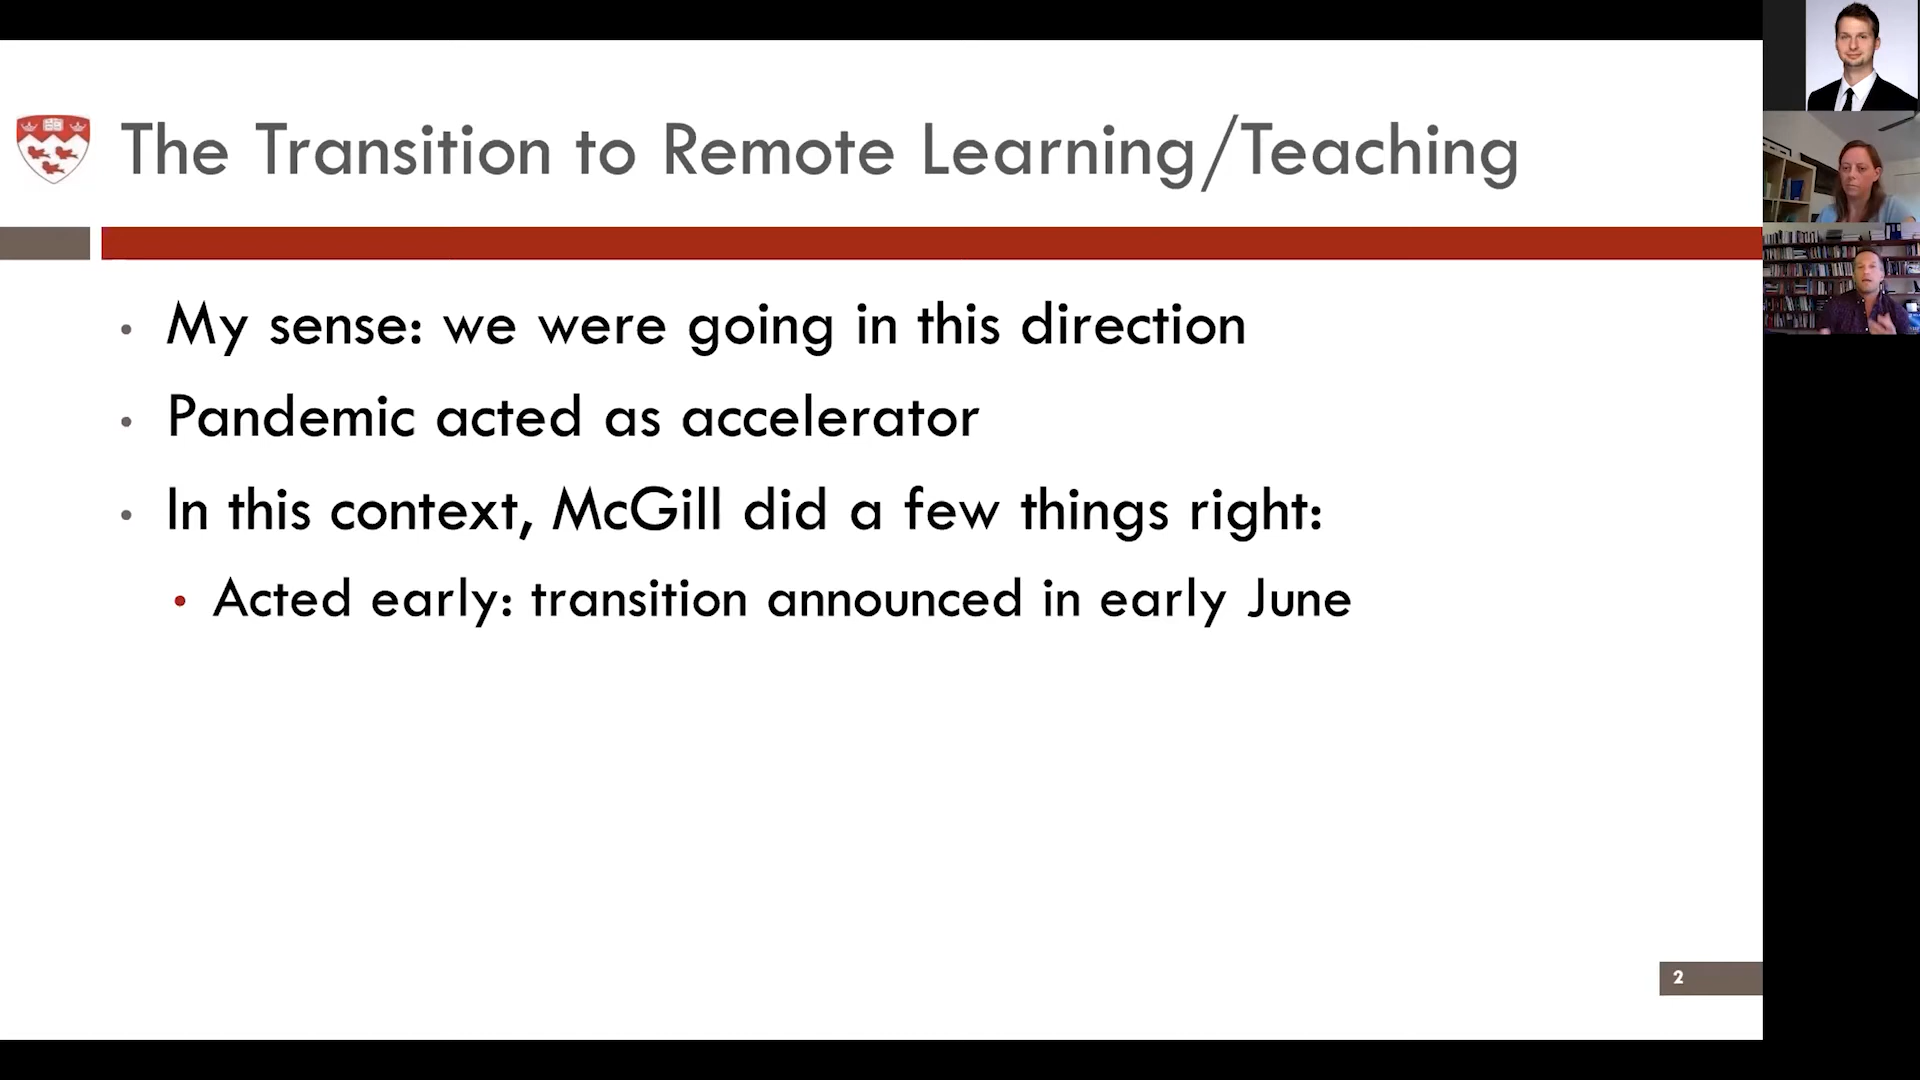 The Transition to Remote Learning/Teaching
• My sense: we were going in this direction
• Pandemic acted as accelerator
• In this context, McGill did a few things right:
• Acted early: transition announced in early June
2